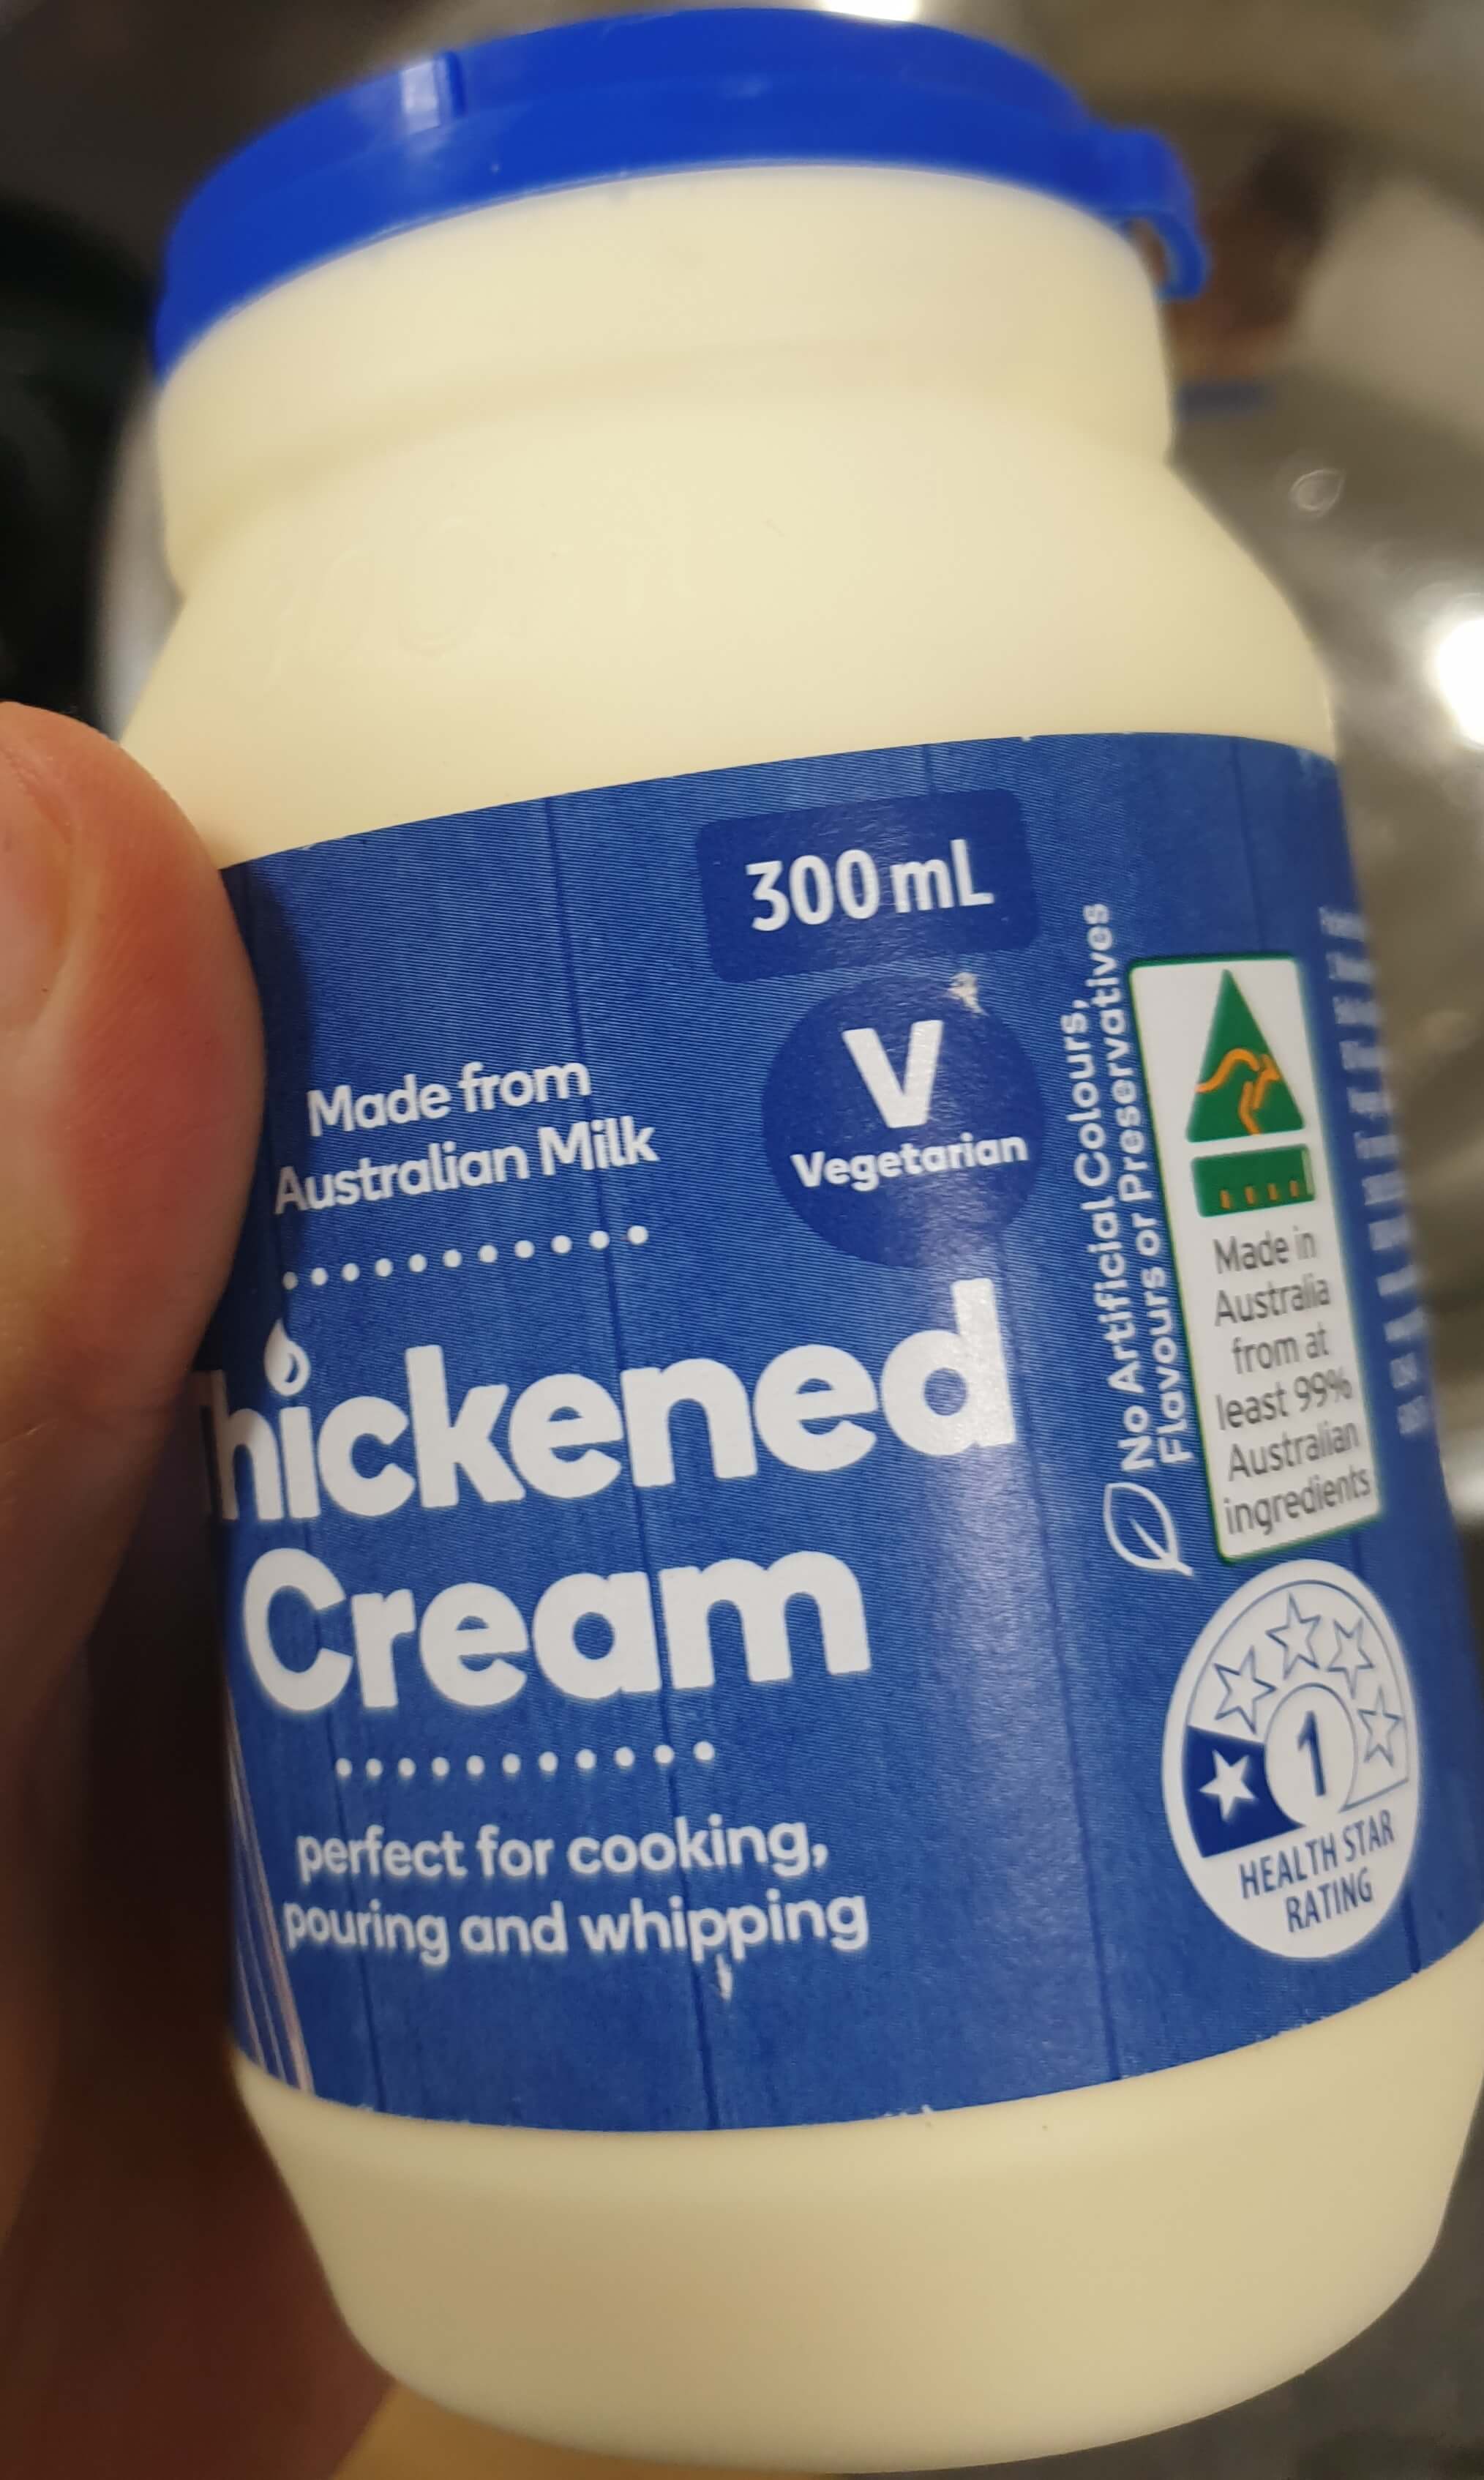 300 mL
V
Vegetarian
Made from
Australian Milk
hickened
Cream
perfect for cooking,
pouring and whipping
No Artificial Colours,
Flavours or Preservatives
Made in
Australia
from at
least 99%
Australian
ingredients
1
HEALTH STAR
RATING